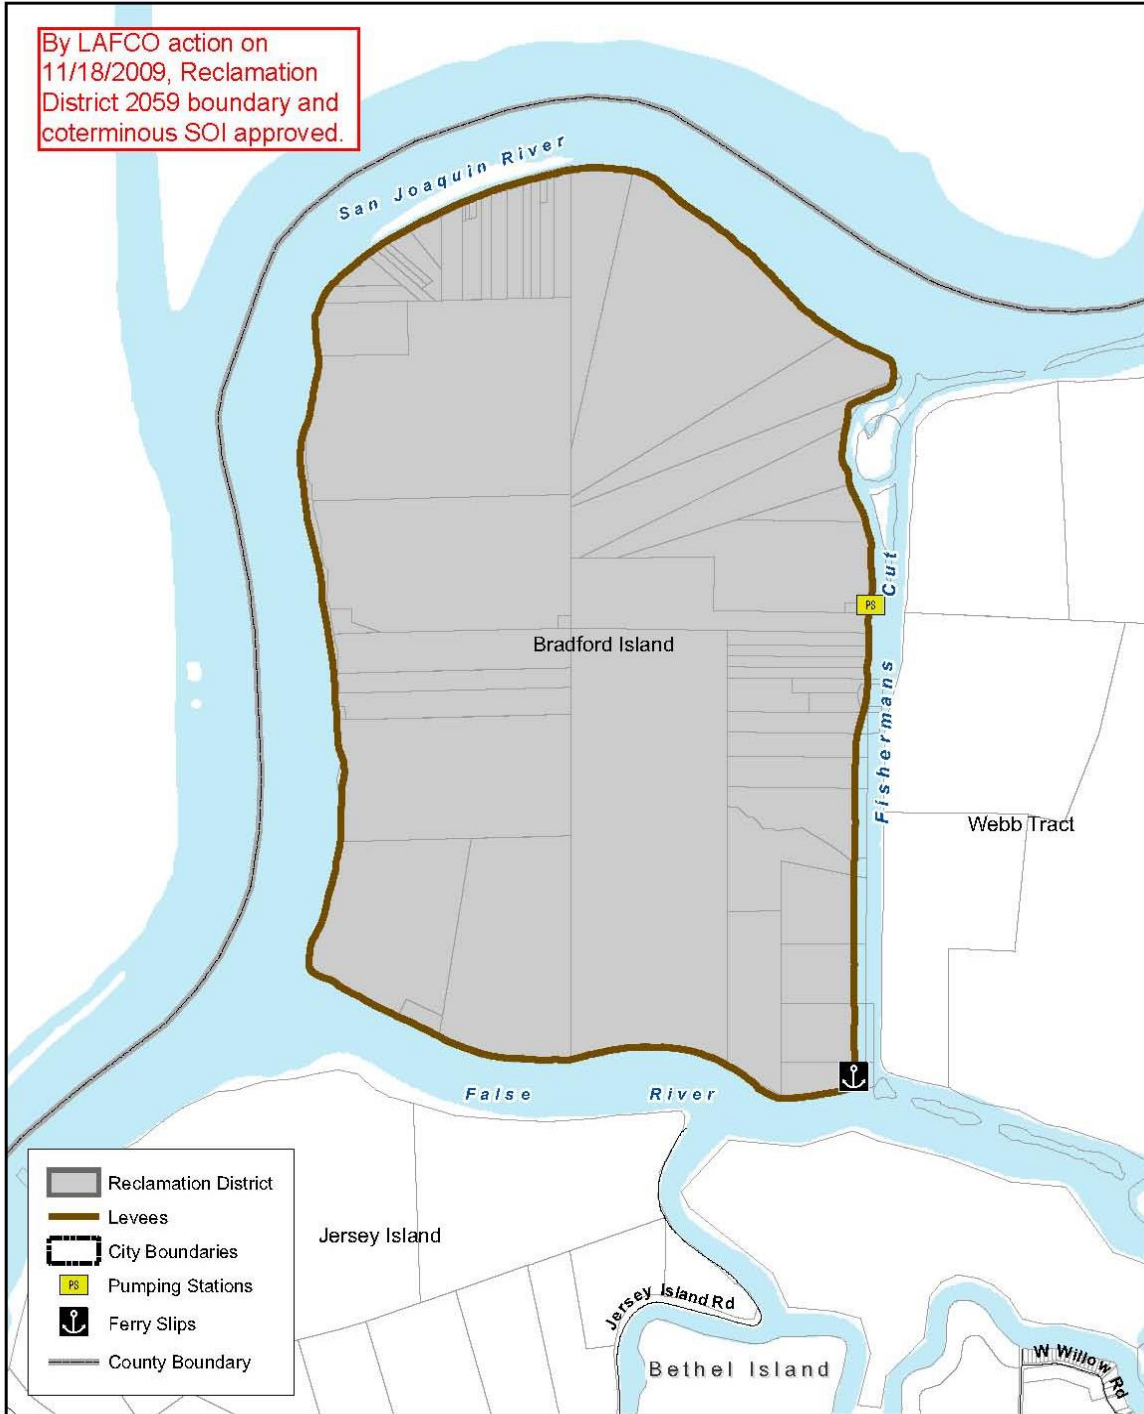 By LAFCO action on
11/18/2009, Reclamation
District 2059 boundary and
coterminous SOI approved.
San Joaquin River
Fishermans Cut
PS
Bradford Island
Webb Tract
False River
Jersey Island
Jersey Island Rd
Bethel Island
W Willow Rd
Reclamation District
Levees
City Boundaries
PS Pumping Stations
Ferry Slips
County Boundary